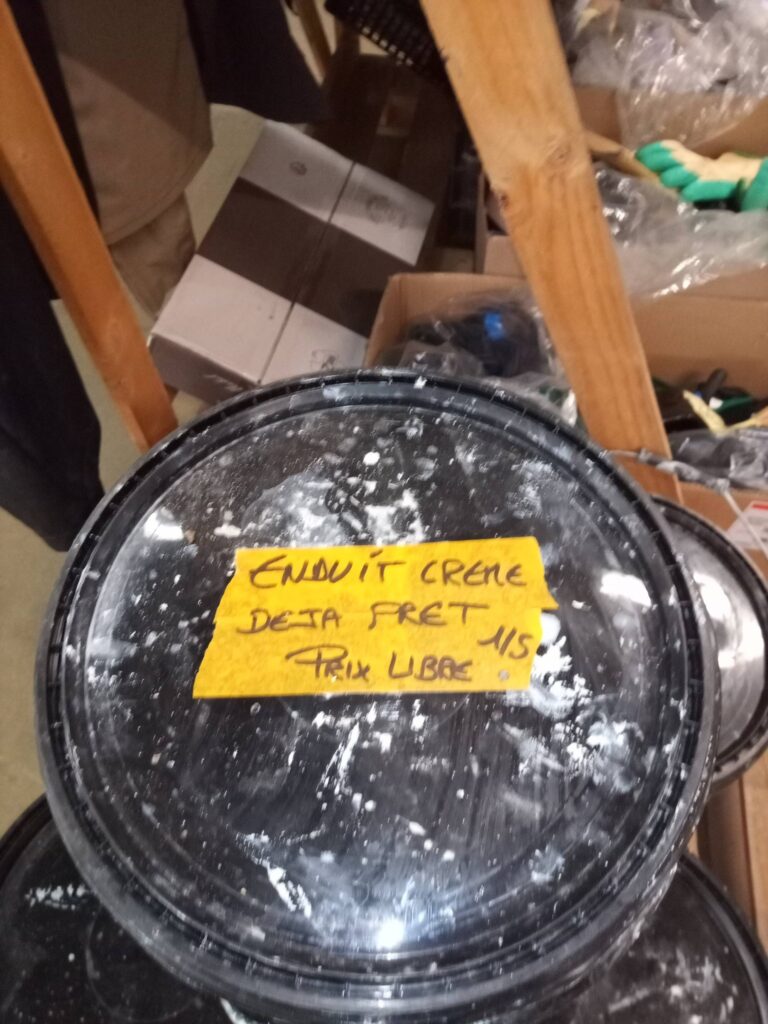 ENDUIT CREME
DEJA PRET
1/5
PRIX LIBRE